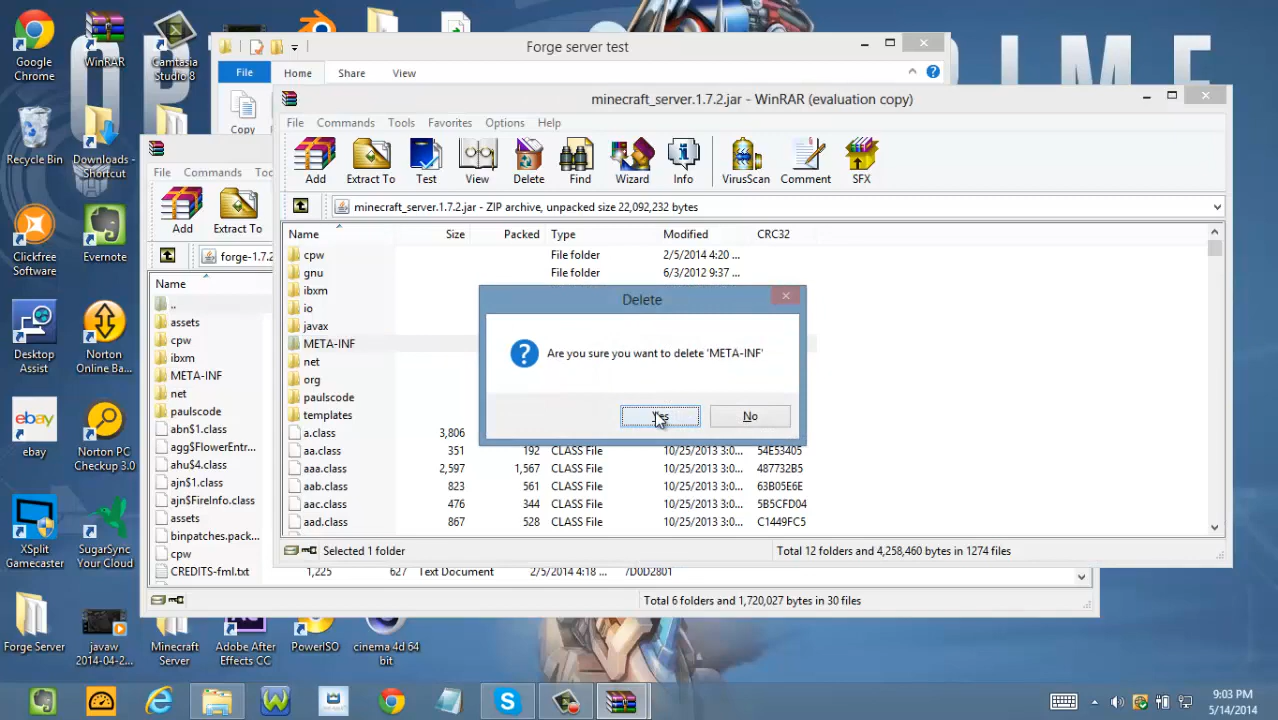 Google Chrome
WinRAR
Camtasia Studio 8
Recycle Bin
Downloads - Shortcut
Clickfree Software
Evernote
Desktop Assist
Norton Online Ba...
ebay
Norton PC Checkup 3.0
XSplit Gamecaster
SugarSync Your Cloud
Forge Server
javaw 2014-04-2...
Minecraft Server
Adobe After Effects CC
PowerISO
cinema 4d 64 bit
Forge server test
File Home Share View
Copy
minecraft_server.1.7.2.jar - WinRAR (evaluation copy)
File Commands Tools Favorites Options Help
Add Extract To Test View Delete Find Wizard Info VirusScan Comment SFX
minecraft_server.1.7.2.jar - ZIP archive, unpacked size 22,092,232 bytes
Name Size Packed Type Modified CRC32
cpw File folder 2/5/2014 4:20 ...
gnu File folder 6/3/2012 9:37 ...
ibxm
io
javax
META-INF
net
org
paulscode
templates
a.class 3,806
aa.class 351 192 CLASS File 10/25/2013 3:0... 54E53405
aaa.class 2,597 1,567 CLASS File 10/25/2013 3:0... 487732B5
aab.class 823 561 CLASS File 10/25/2013 3:0... 63B05E6E
aac.class 476 344 CLASS File 10/25/2013 3:0... 5B5CFD04
aad.class 867 528 CLASS File 10/25/2013 3:0... C1449FC5
Selected 1 folder
Total 12 folders and 4,258,460 bytes in 1274 files
Delete
Are you sure you want to delete 'META-INF'
Yes No
File Commands To
Add Extract To
forge-1.7.2
Name
..
assets
cpw
ibxm
META-INF
net
paulscode
abn$1.class
agg$FlowerEntr...
ahu$4.class
ajn$1.class
ajn$FireInfo.class
assets
binpatches.pack...
cpw
CREDITS-fml.txt 1,225 627 Text Document 2/5/2014 4:18 ... 7D0D2801
Total 6 folders and 1,720,027 bytes in 30 files
9:03 PM
5/14/2014